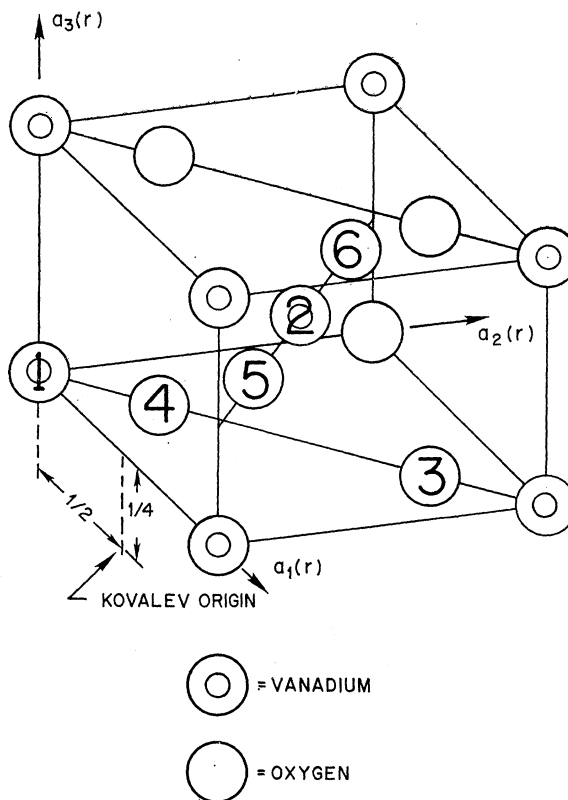 a₃(r)
6
2
a₂(r)
1
5
4
3
1/2
1/4
a₁(r)
KOVALEV ORIGIN
= VANADIUM
= OXYGEN